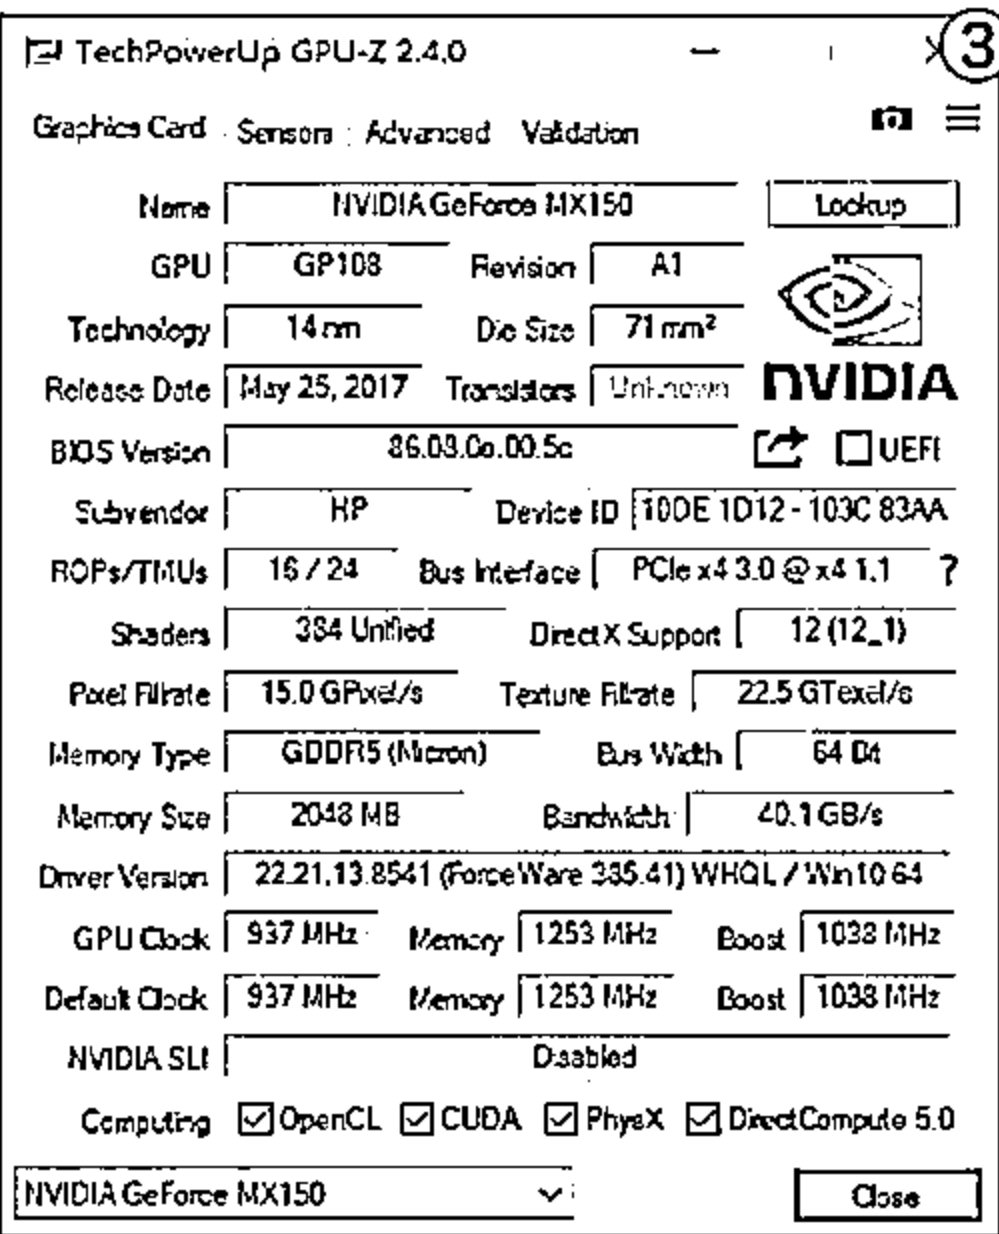 ③
TechPowerUp GPU-Z 2.4.0
Graphics Card Sensors Advanced Validation
Name NVIDIA GeForce MX150 Lookup
GPU GP108 Revision A1
Technology 14 nm Die Size 71 mm²
Release Date May 25, 2017 Transistors Unknown
NVIDIA
BIOS Version UEFI
Subvendor HP Device ID 10DE 1D12 - 103C 83AA
ROPs/TMUs 16 / 24 Bus Interface PCIe x4 3.0 @ x4 1.1 ?
Shaders 384 Unified DirectX Support 12 (12_1)
Pixel Fillrate 15.0 GPixel/s Texture Fillrate 22.5 GTexel/s
Memory Type GDDR5 (Micron) Bus Width 64 Bit
Memory Size 2048 MB Bandwidth 40.1 GB/s
Driver Version 22.21.13.8541 (ForceWare 385.41) WHQL / Win10 64
GPU Clock 937 MHz Memory 1253 MHz Boost 1038 MHz
Default Clock 937 MHz Memory 1253 MHz Boost 1038 MHz
NVIDIA SLI Disabled
Computing OpenCL CUDA PhysX DirectCompute 5.0
NVIDIA GeForce MX150 Close